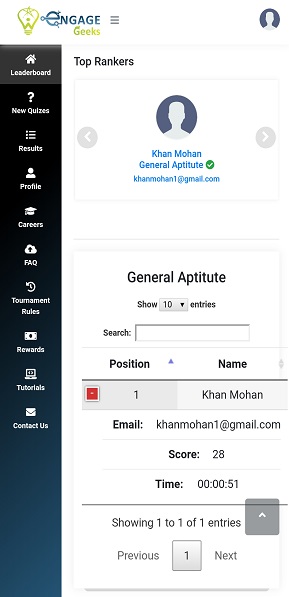 ENGAGE
Geeks
Leaderboard
New Quizes
Results
Profile
Careers
FAQ
Tournament
Rules
Rewards
Tutorials
Contact Us
Top Rankers
Khan Mohan
General Aptitute
khanmohan1@gmail.com
General Aptitute
Show 10 entries
Search:
Position Name
- 1 Khan Mohan
Email: khanmohan1@gmail.com
Score: 28
Time: 00:00:51
Showing 1 to 1 of 1 entries
Previous 1 Next